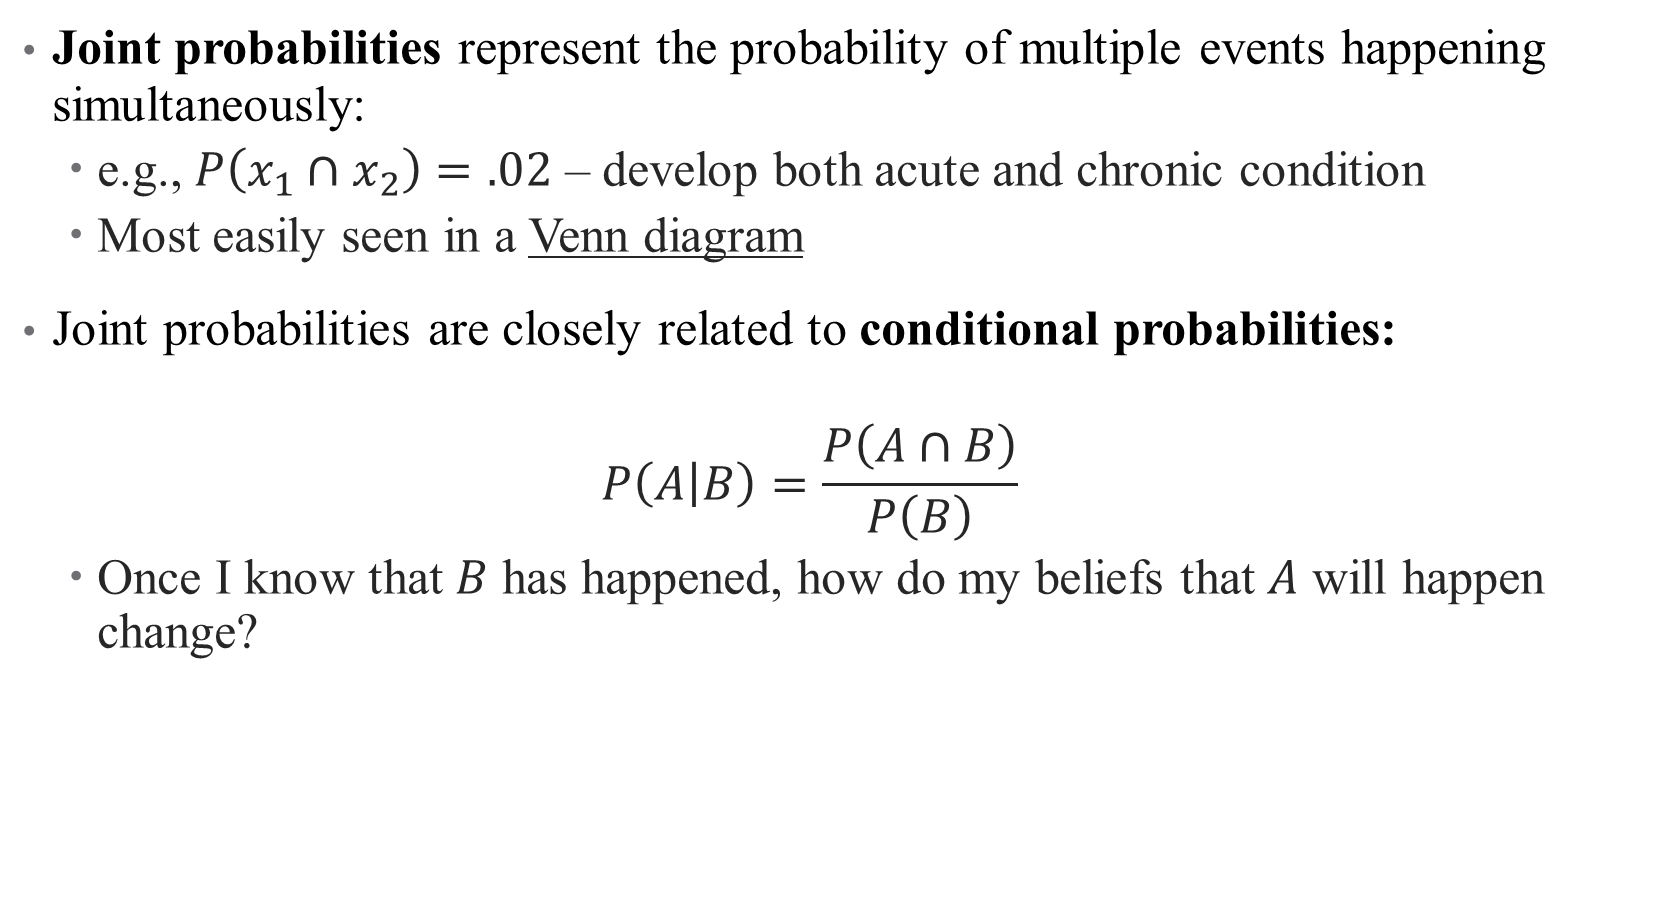 • Joint probabilities represent the probability of multiple events happening
simultaneously:
• e.g., P(x₁ ∩ x₂) = .02 – develop both acute and chronic condition
• Most easily seen in a Venn diagram
• Joint probabilities are closely related to conditional probabilities:
P(A|B) = P(A ∩ B) / P(B)
• Once I know that B has happened, how do my beliefs that A will happen
change?